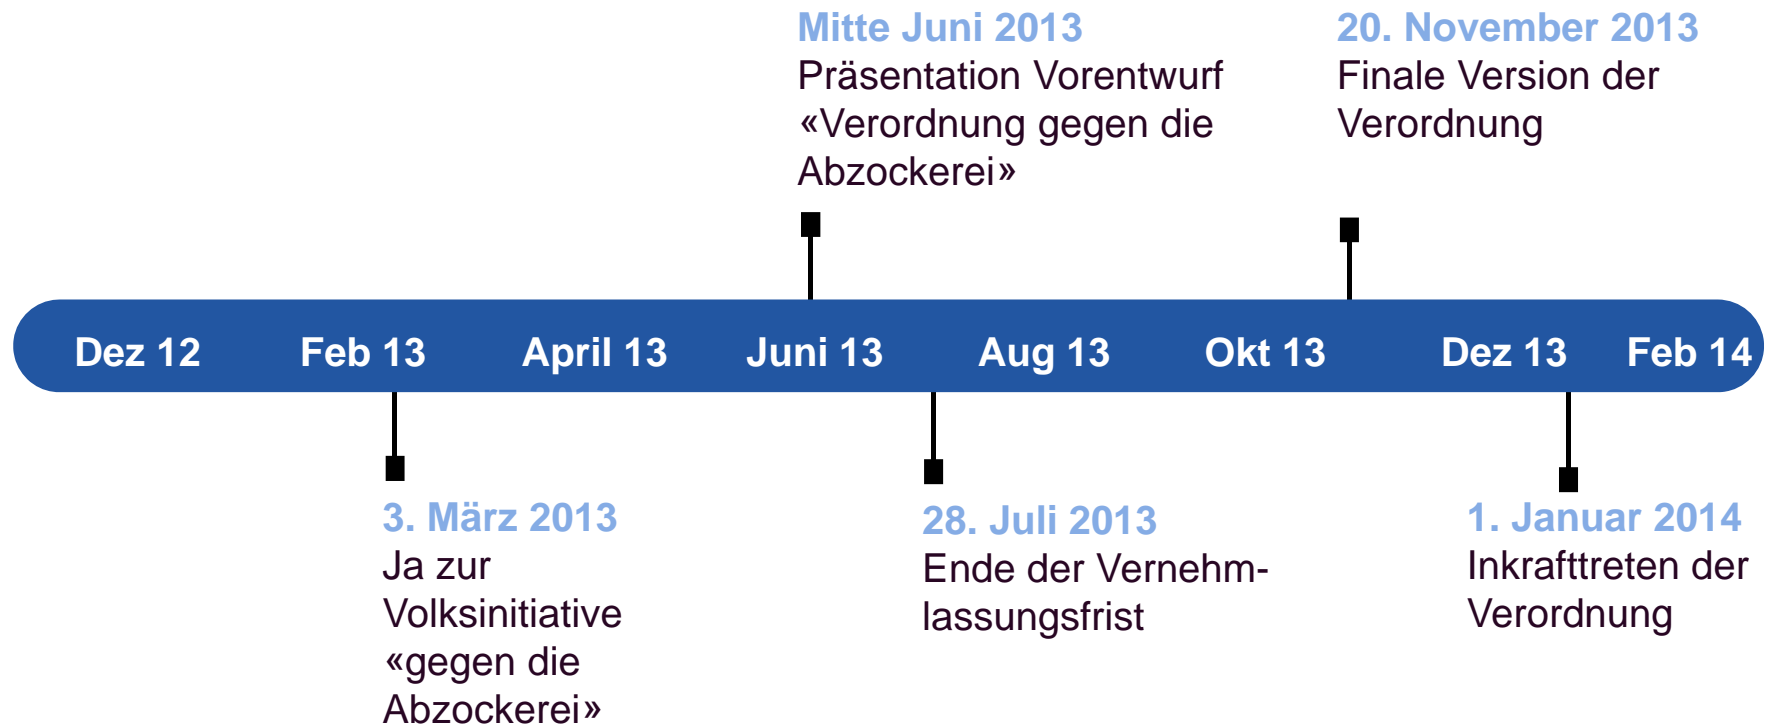 Mitte Juni 2013
Präsentation Vorentwurf
«Verordnung gegen die
Abzockerei»
20. November 2013
Finale Version der
Verordnung
Dez 12
Feb 13
April 13
Juni 13
Aug 13
Okt 13
Dez 13
Feb 14
3. März 2013
Ja zur
Volksinitiative
«gegen die
Abzockerei»
28. Juli 2013
Ende der Vernehm-
lassungsfrist
1. Januar 2014
Inkrafttreten der
Verordnung